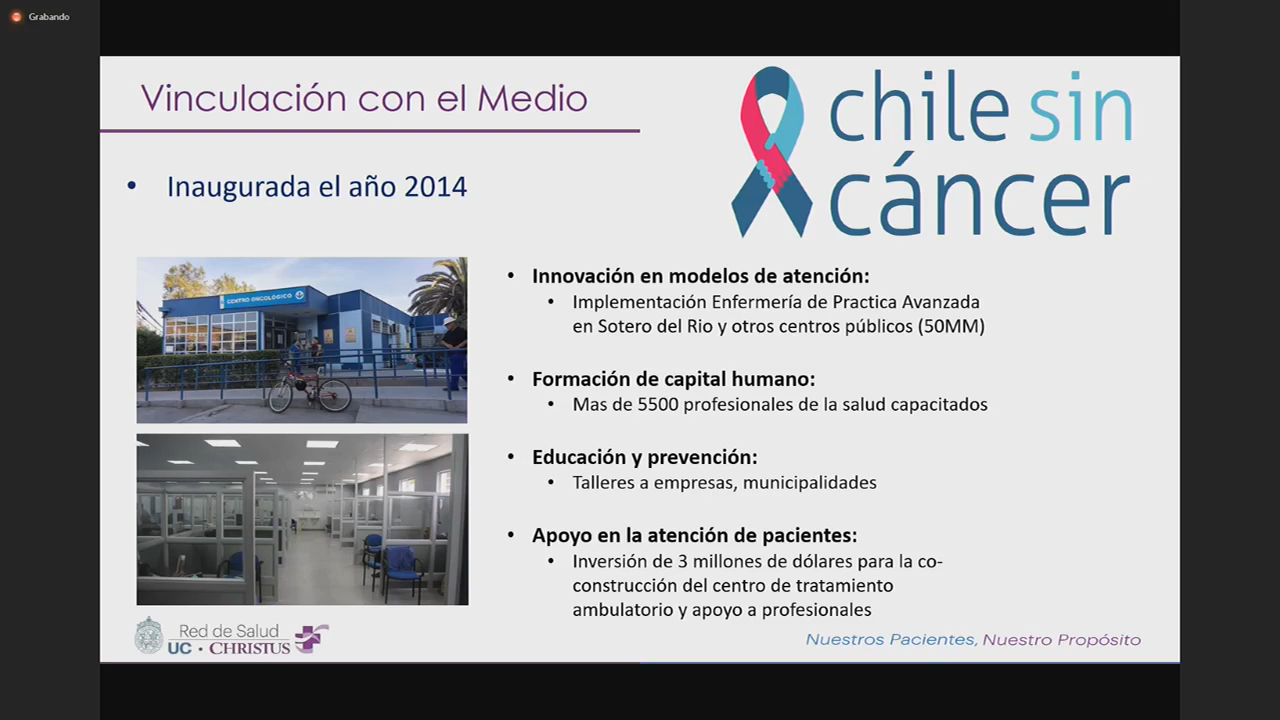 Grabando
Vinculación con el Medio
chile sin
cáncer
• Inaugurada el año 2014
CENTRO ONCOLÓGICO
• Innovación en modelos de atención:
• Implementación Enfermería de Practica Avanzada
en Sotero del Rio y otros centros públicos (50MM)
• Formación de capital humano:
• Mas de 5500 profesionales de la salud capacitados
• Educación y prevención:
• Talleres a empresas, municipalidades
• Apoyo en la atención de pacientes:
• Inversión de 3 millones de dólares para la co-
construcción del centro de tratamiento
ambulatorio y apoyo a profesionales
Red de Salud
UC • CHRISTUS
Nuestros Pacientes, Nuestro Propósito